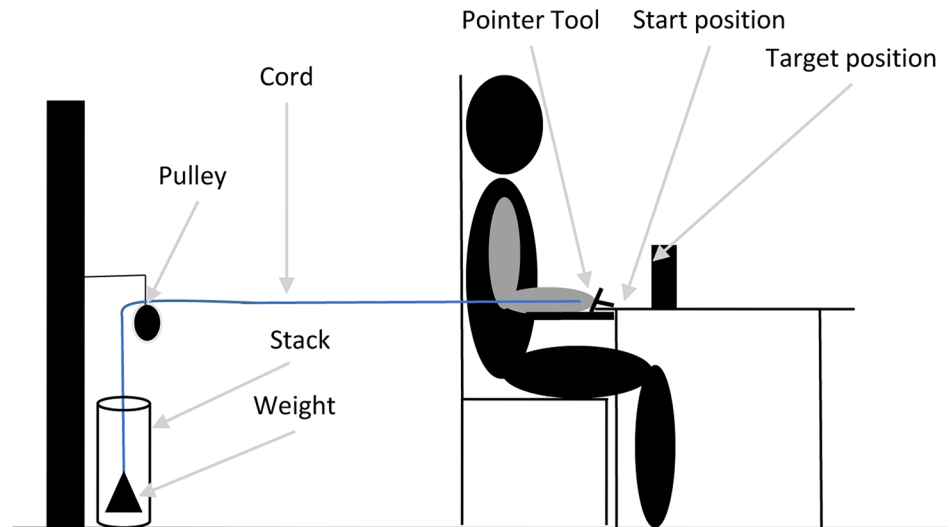 Pointer Tool
Start position
Target position
Cord
Pulley
Stack
Weight